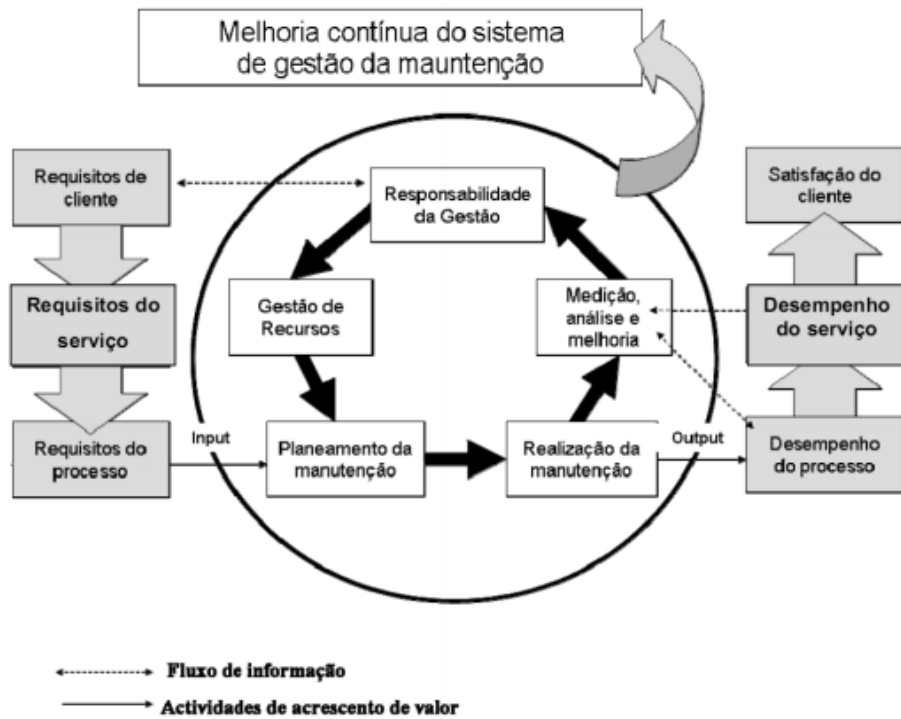 Melhoria contínua do sistema
de gestão da mauntenção
Requisitos de
cliente
Responsabilidade
da Gestão
Satisfação do
cliente
Requisitos do
serviço
Gestão de
Recursos
Medição,
análise e
melhoria
Desempenho
do serviço
Requisitos do
processo
Input
Planeamento da
manutenção
Realização da
manutenção
Output
Desempenho
do processo
Fluxo de informação
Actividades de acrescento de valor